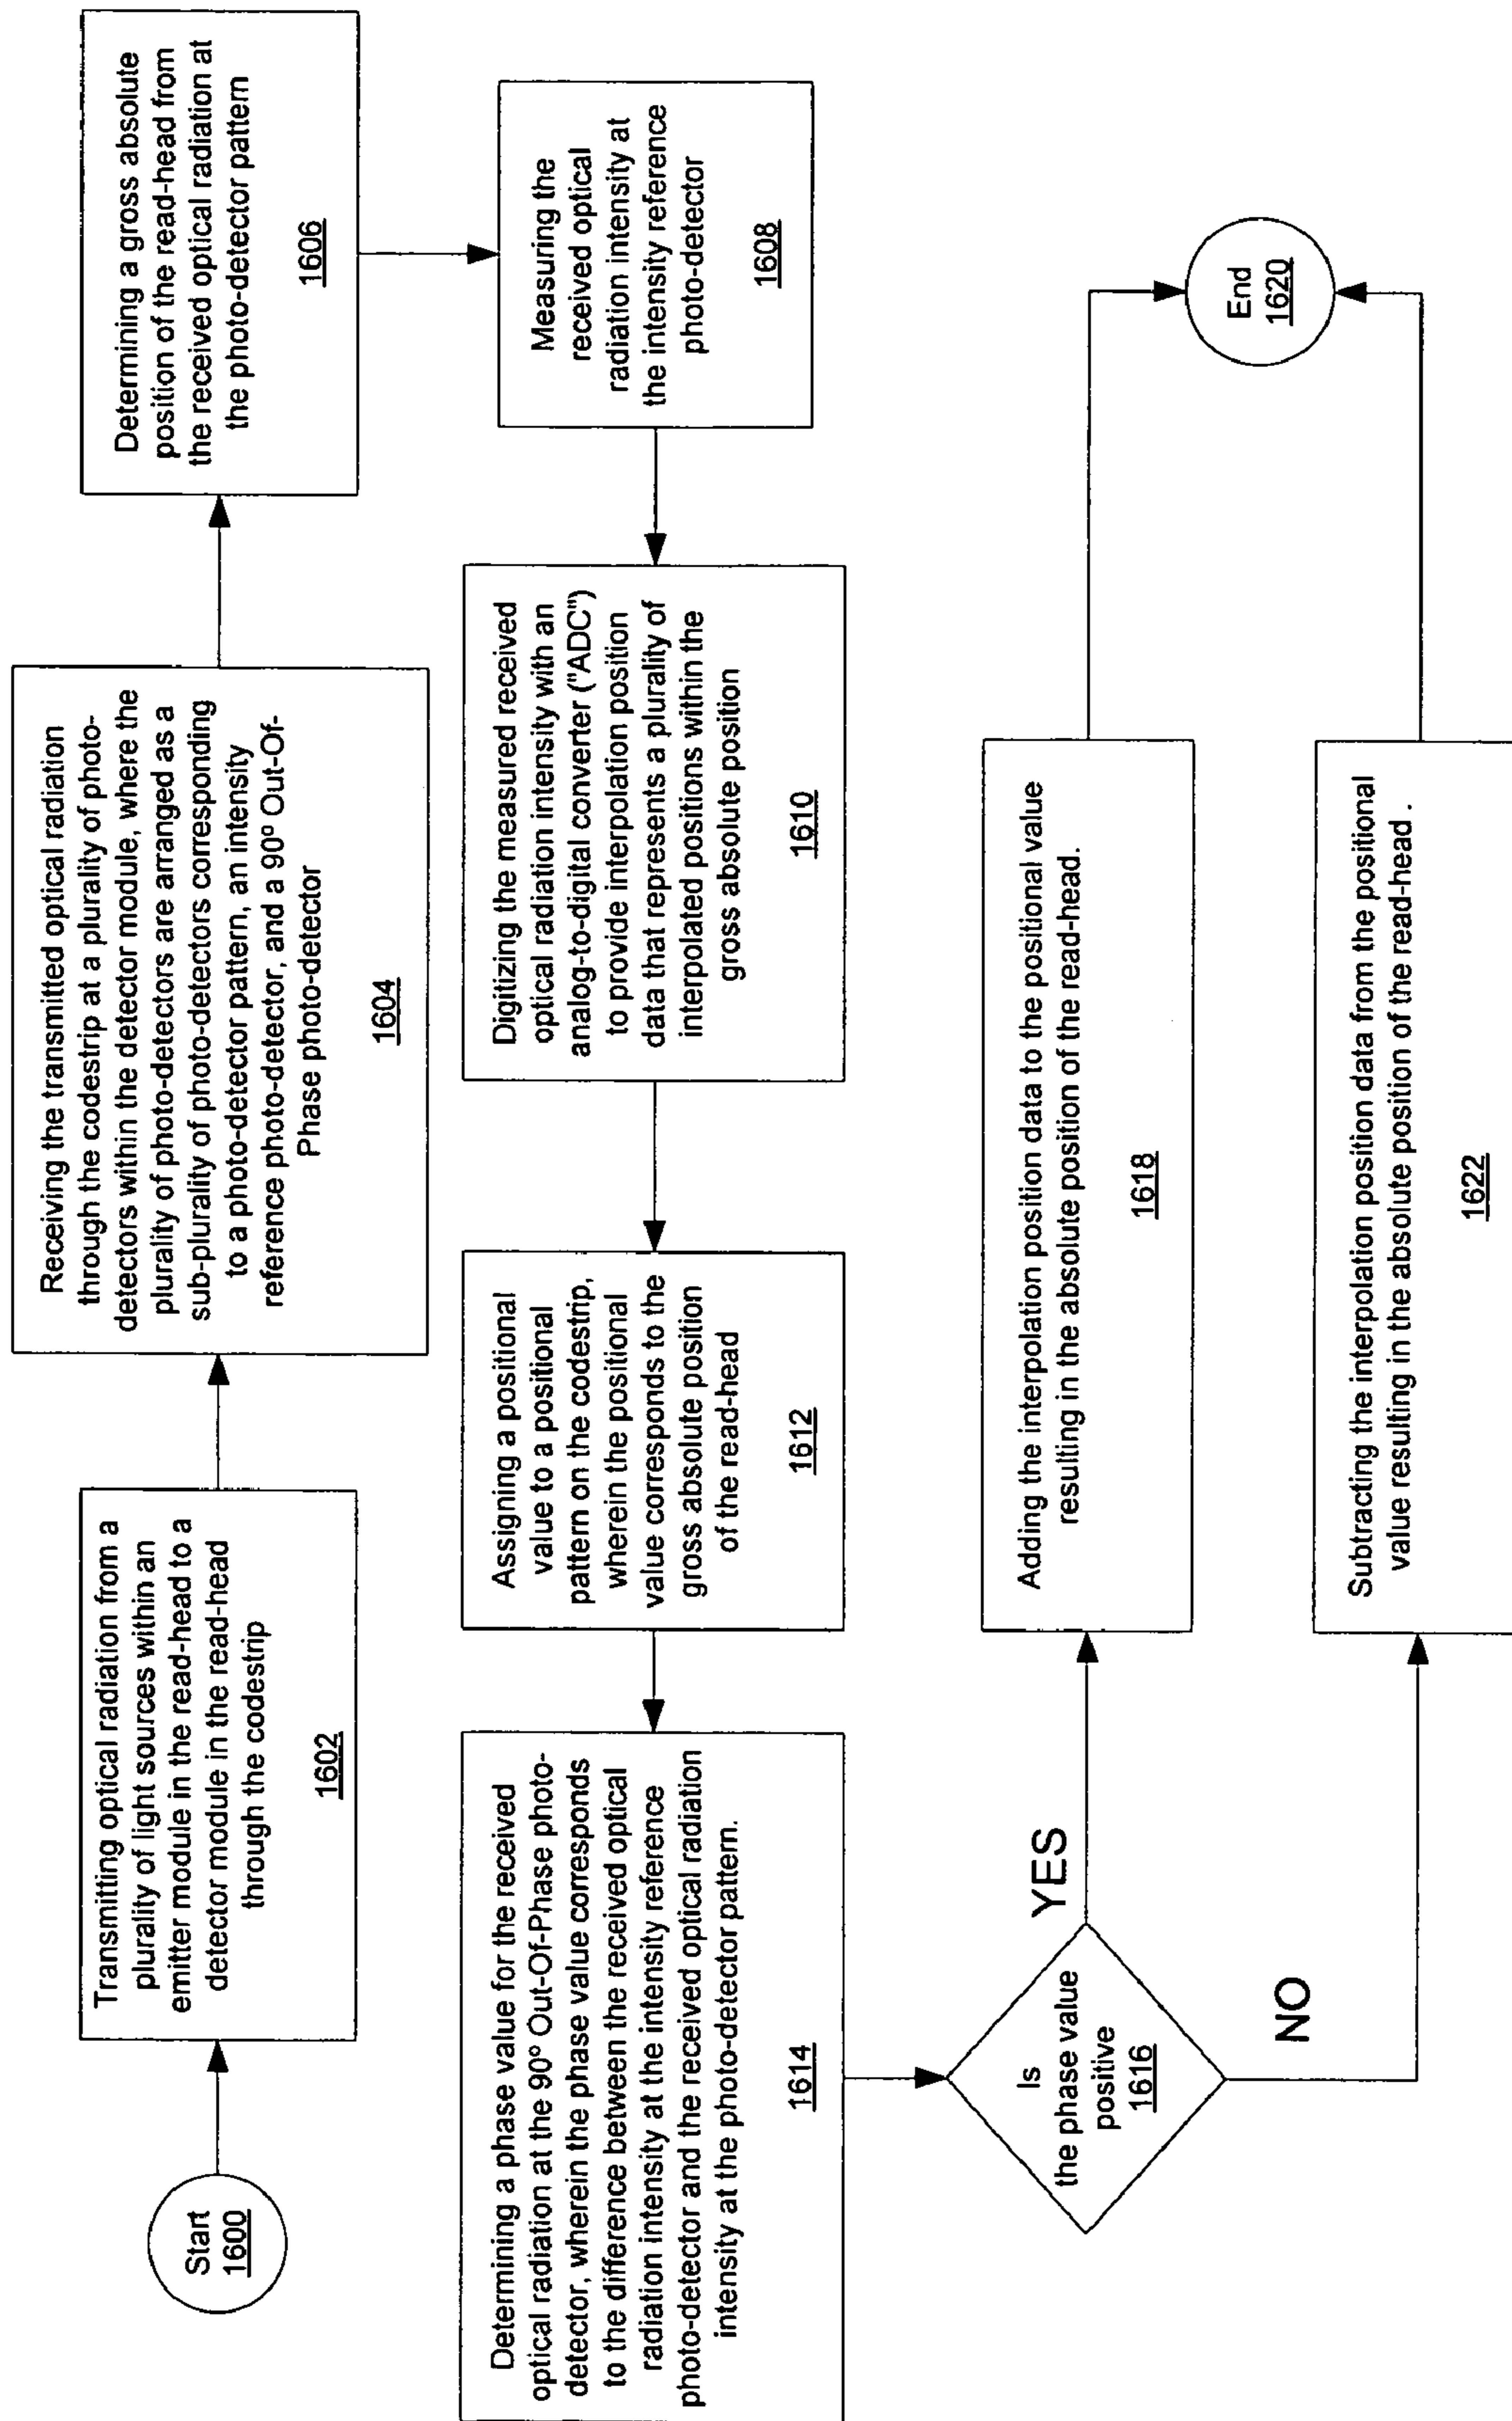 Start
1600
Transmitting optical radiation from a
plurality of light sources within an
emitter module in the read-head to a
detector module in the read-head
through the codestrip
1602
Receiving the transmitted optical radiation
through the codestrip at a plurality of photo-
detectors within the detector module, where the
plurality of photo-detectors are arranged as a
sub-plurality of photo-detectors corresponding
to a photo-detector pattern, an intensity
reference photo-detector, and a 90º Out-Of-
Phase photo-detector
1604
Determining a gross absolute
position of the read-head from
the received optical radiation at
the photo-detector pattern
1606
Measuring the
received optical
radiation intensity at
the intensity reference
photo-detector
1608
Digitizing the measured received
optical radiation intensity with an
analog-to-digital converter ("ADC")
to provide interpolation position
data that represents a plurality of
interpolated positions within the
gross absolute position
1610
Assigning a positional
value to a positional
pattern on the codestrip,
wherein the positional
value corresponds to the
gross absolute position
of the read-head
1612
Determining a phase value for the received
optical radiation at the 90º Out-Of-Phase photo-
detector, wherein the phase value corresponds
to the difference between the received optical
radiation intensity at the intensity reference
photo-detector and the received optical radiation
intensity at the photo-detector pattern.
1614
Is
the phase value
positive
1616
YES
Adding the interpolation position data to the positional value
resulting in the absolute position of the read-head.
1618
End
1620
NO
Subtracting the interpolation position data from the positional
value resulting in the absolute position of the read-head .
1622